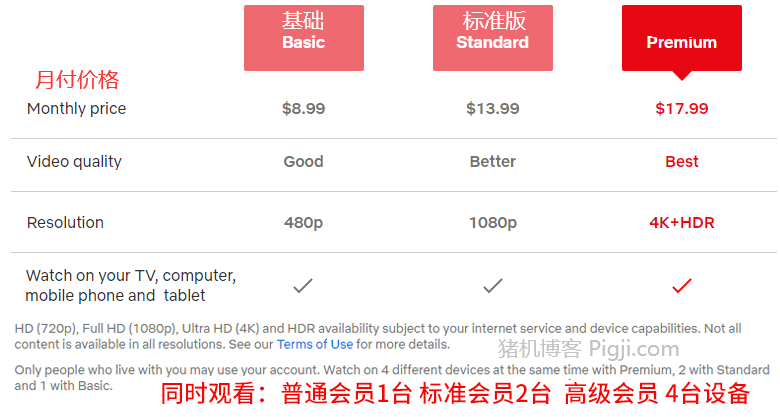 基础 标准版
Basic Standard Premium
月付价格
Monthly price $8.99 $13.99 $17.99
Video quality Good Better Best
Resolution 480p 1080p 4K+HDR
Watch on your TV, computer,
mobile phone and tablet
HD (720p), Full HD (1080p), Ultra HD (4K) and HDR availability subject to your internet service and device capabilities. Not all
content is available in all resolutions. See our Terms of Use for more details.
猪机博客 Pigji.com
Only people who live with you may use your account. Watch on 4 different devices at the same time with Premium, 2 with Standard
and 1 with Basic.
同时观看：普通会员1台 标准会员2台 高级会员 4台设备